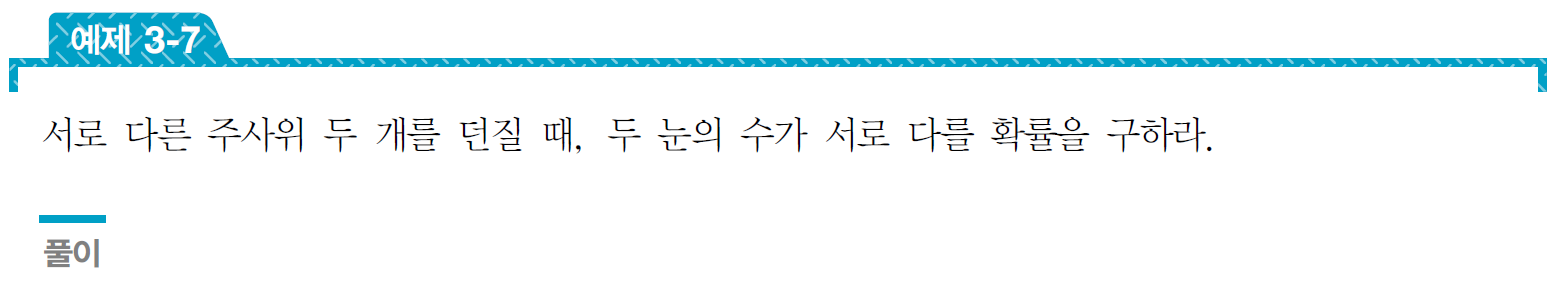 예제 3-7
서로 다른 주사위 두 개를 던질 때, 두 눈의 수가 서로 다를 확률을 구하라.
풀이